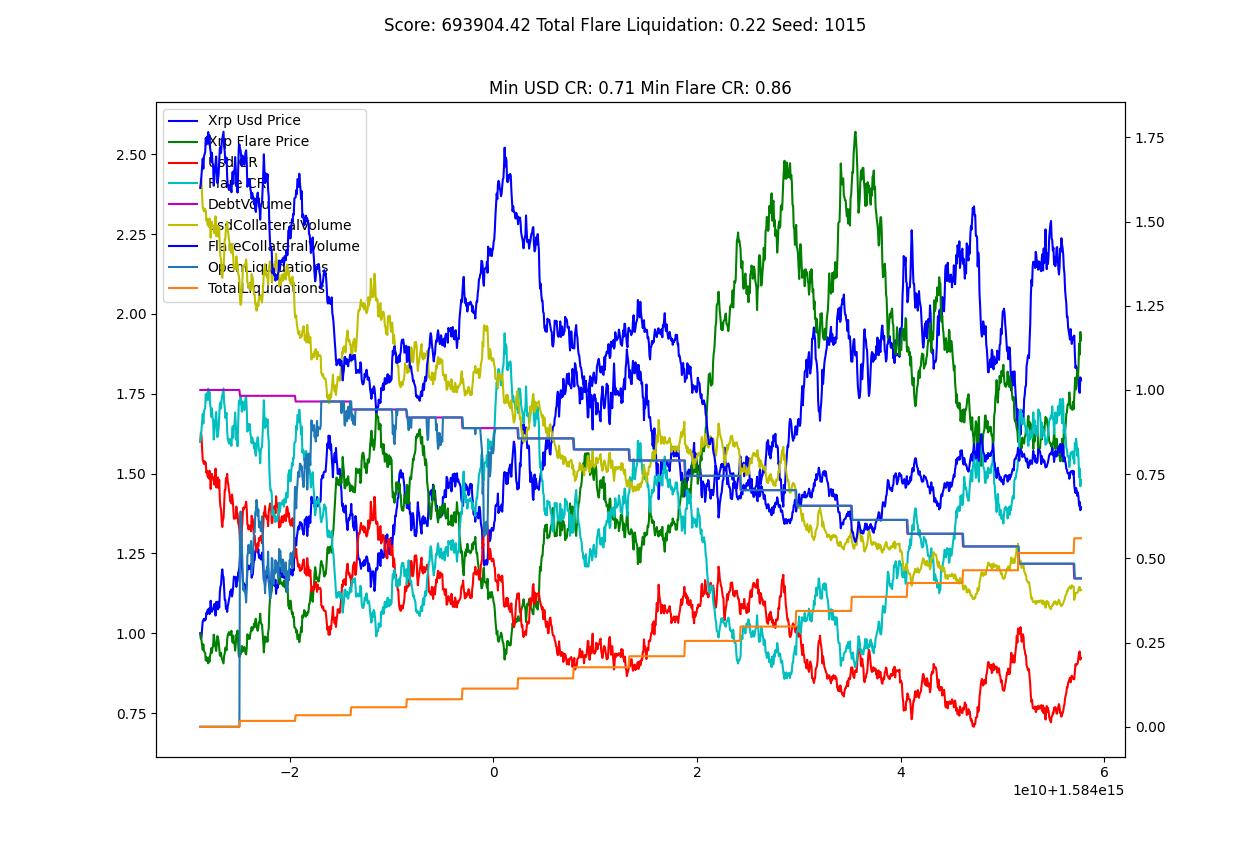 Score: 693904.42 Total Flare Liquidation: 0.22 Seed: 1015
Min USD CR: 0.71 Min Flare CR: 0.86
Xrp Usd Price
Xrp Flare Price
Usd CR
Flare CR
DebtVolume
UsdCollateralVolume
FlareCollateralVolume
OpenLiquidations
TotalLiquidations
2.50
2.25
2.00
1.75
1.50
1.25
1.00
0.75
1.75
1.50
1.25
1.00
0.75
0.50
0.25
0.00
−2 0 2 4 6
1e10+1.584e15